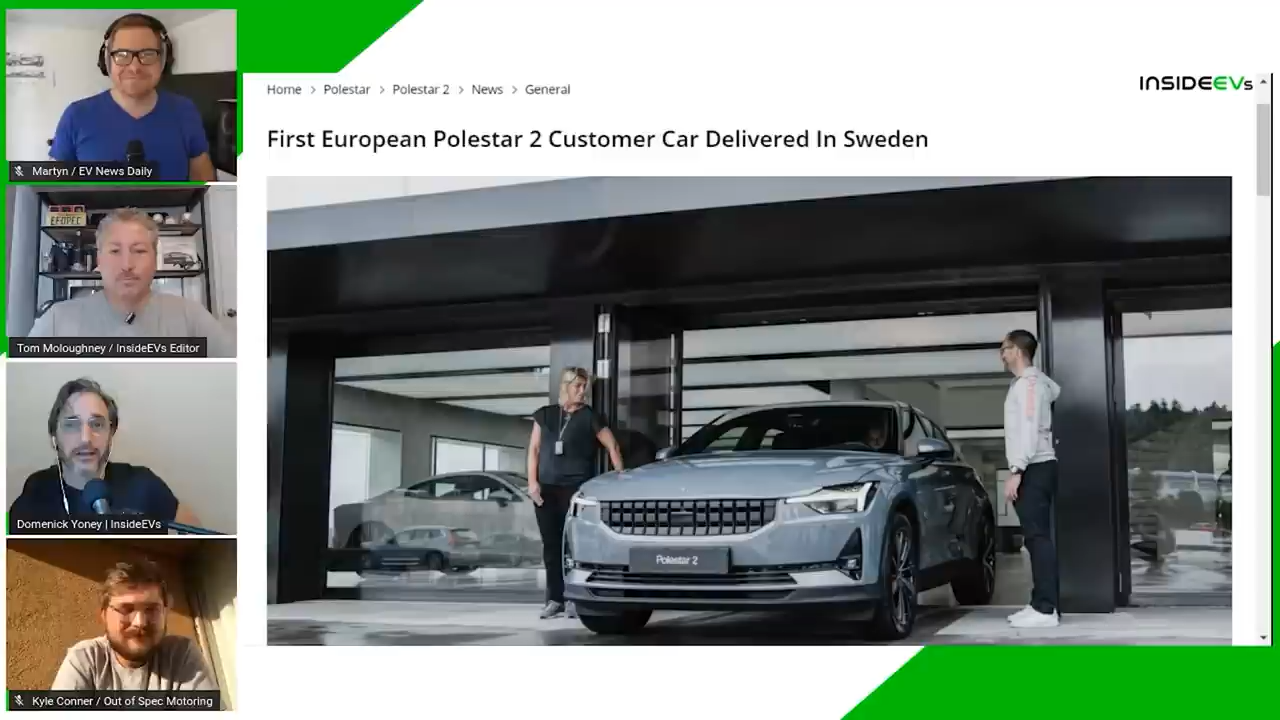 Martyn / EV News Daily
EFOPEC
Tom Moloughney / InsideEVs Editor
Domenick Yoney | InsideEVs
Kyle Conner / Out of Spec Motoring
Home > Polestar > Polestar 2 > News > General
INSIDEEVs
First European Polestar 2 Customer Car Delivered In Sweden
Polestar 2